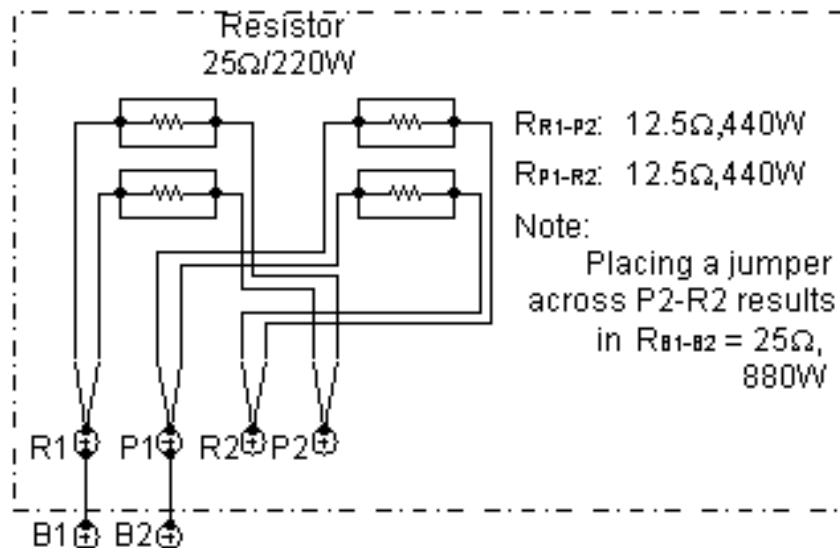 Resistor
25Ω/220W
RR1-P2: 12.5Ω,440W
RP1-R2: 12.5Ω,440W
Note:
Placing a jumper
across P2-R2 results
in RB1-B2 = 25Ω,
880W
R1 P1 R2 P2
B1 B2